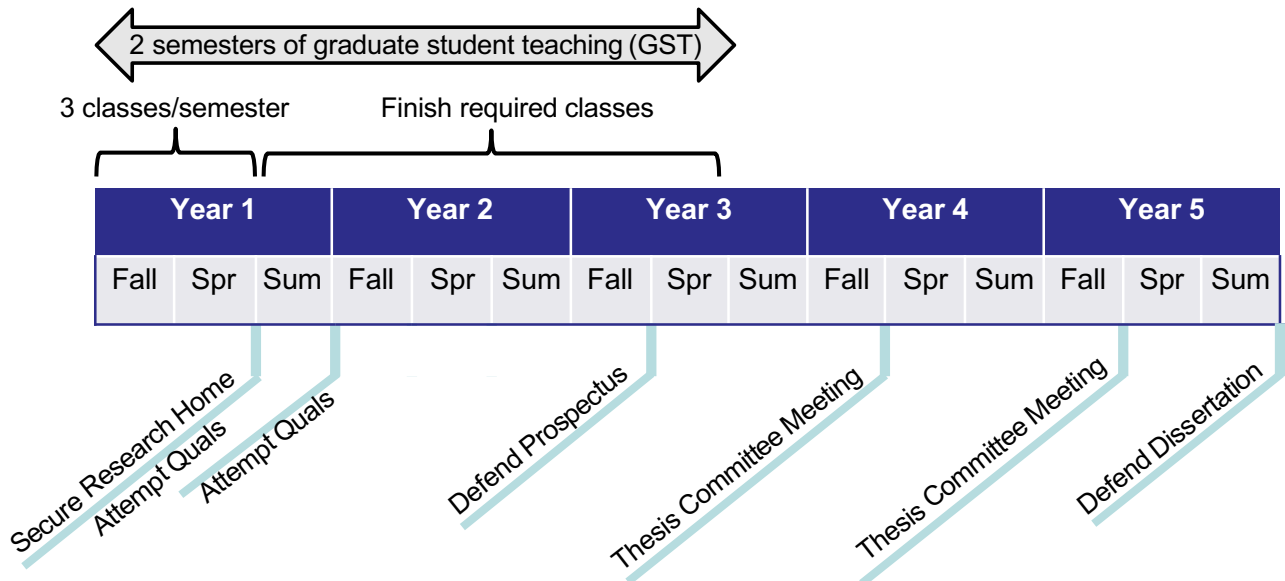 2 semesters of graduate student teaching (GST)
3 classes/semester
Finish required classes
Year 1
Year 2
Year 3
Year 4
Year 5
Fall
Spr
Sum
Fall
Spr
Sum
Fall
Spr
Sum
Fall
Spr
Sum
Fall
Spr
Sum
Secure Research Home
Attempt Quals
Attempt Quals
Defend Prospectus
Thesis Committee Meeting
Thesis Committee Meeting
Defend Dissertation